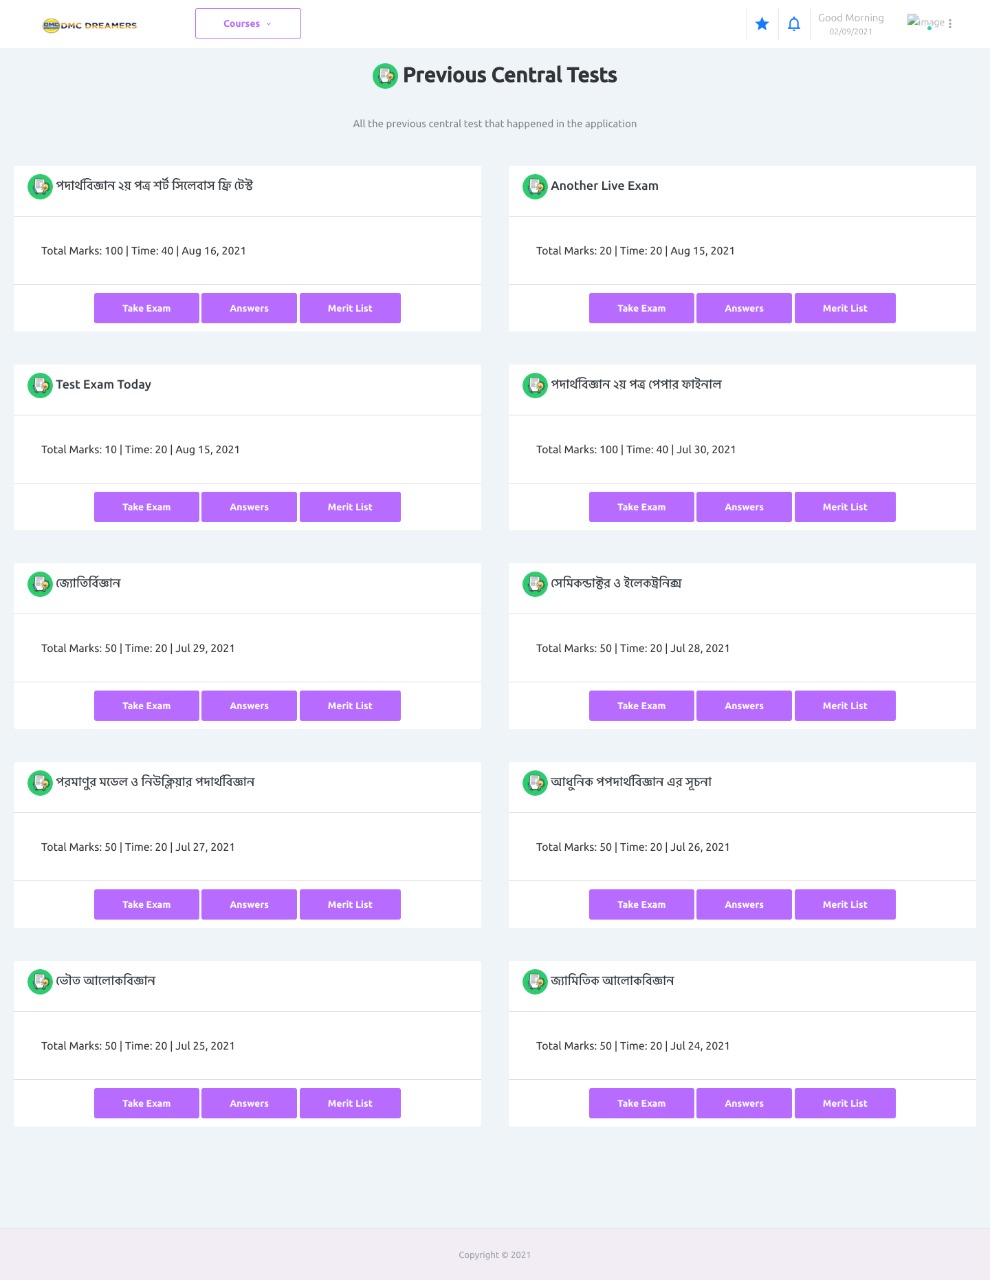 DMC DREAMERS
Courses
Good Morning
02/09/2021
image
Previous Central Tests
All the previous central test that happened in the application
পদার্থবিজ্ঞান ২য় পত্র শর্ট সিলেবাস ফ্রি টেস্ট
Total Marks: 100 | Time: 40 | Aug 16, 2021
Take Exam Answers Merit List
Another Live Exam
Total Marks: 20 | Time: 20 | Aug 15, 2021
Take Exam Answers Merit List
Test Exam Today
Total Marks: 10 | Time: 20 | Aug 15, 2021
Take Exam Answers Merit List
পদার্থবিজ্ঞান ২য় পত্র পেপার ফাইনাল
Total Marks: 100 | Time: 40 | Jul 30, 2021
Take Exam Answers Merit List
জ্যোতির্বিজ্ঞান
Total Marks: 50 | Time: 20 | Jul 29, 2021
Take Exam Answers Merit List
সেমিকন্ডাক্টর ও ইলেকট্রনিক্স
Total Marks: 50 | Time: 20 | Jul 28, 2021
Take Exam Answers Merit List
পরমাণুর মডেল ও নিউক্লিয়ার পদার্থবিজ্ঞান
Total Marks: 50 | Time: 20 | Jul 27, 2021
Take Exam Answers Merit List
আধুনিক পপদার্থবিজ্ঞান এর সূচনা
Total Marks: 50 | Time: 20 | Jul 26, 2021
Take Exam Answers Merit List
ভৌত আলোকবিজ্ঞান
Total Marks: 50 | Time: 20 | Jul 25, 2021
Take Exam Answers Merit List
জ্যামিতিক আলোকবিজ্ঞান
Total Marks: 50 | Time: 20 | Jul 24, 2021
Take Exam Answers Merit List
Copyright © 2021